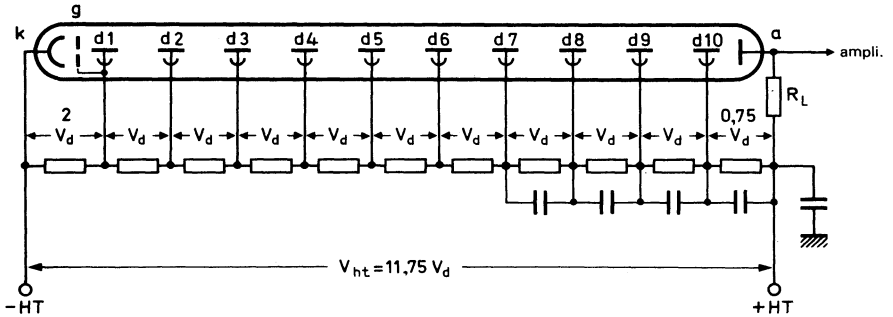 g
k d1 d2 d3 d4 d5 d6 d7 d8 d9 d10 a
ampli.
R_L
2 0,75
V_d V_d V_d V_d V_d V_d V_d V_d V_d V_d V_d
V_ht = 11,75 V_d
−HT +HT